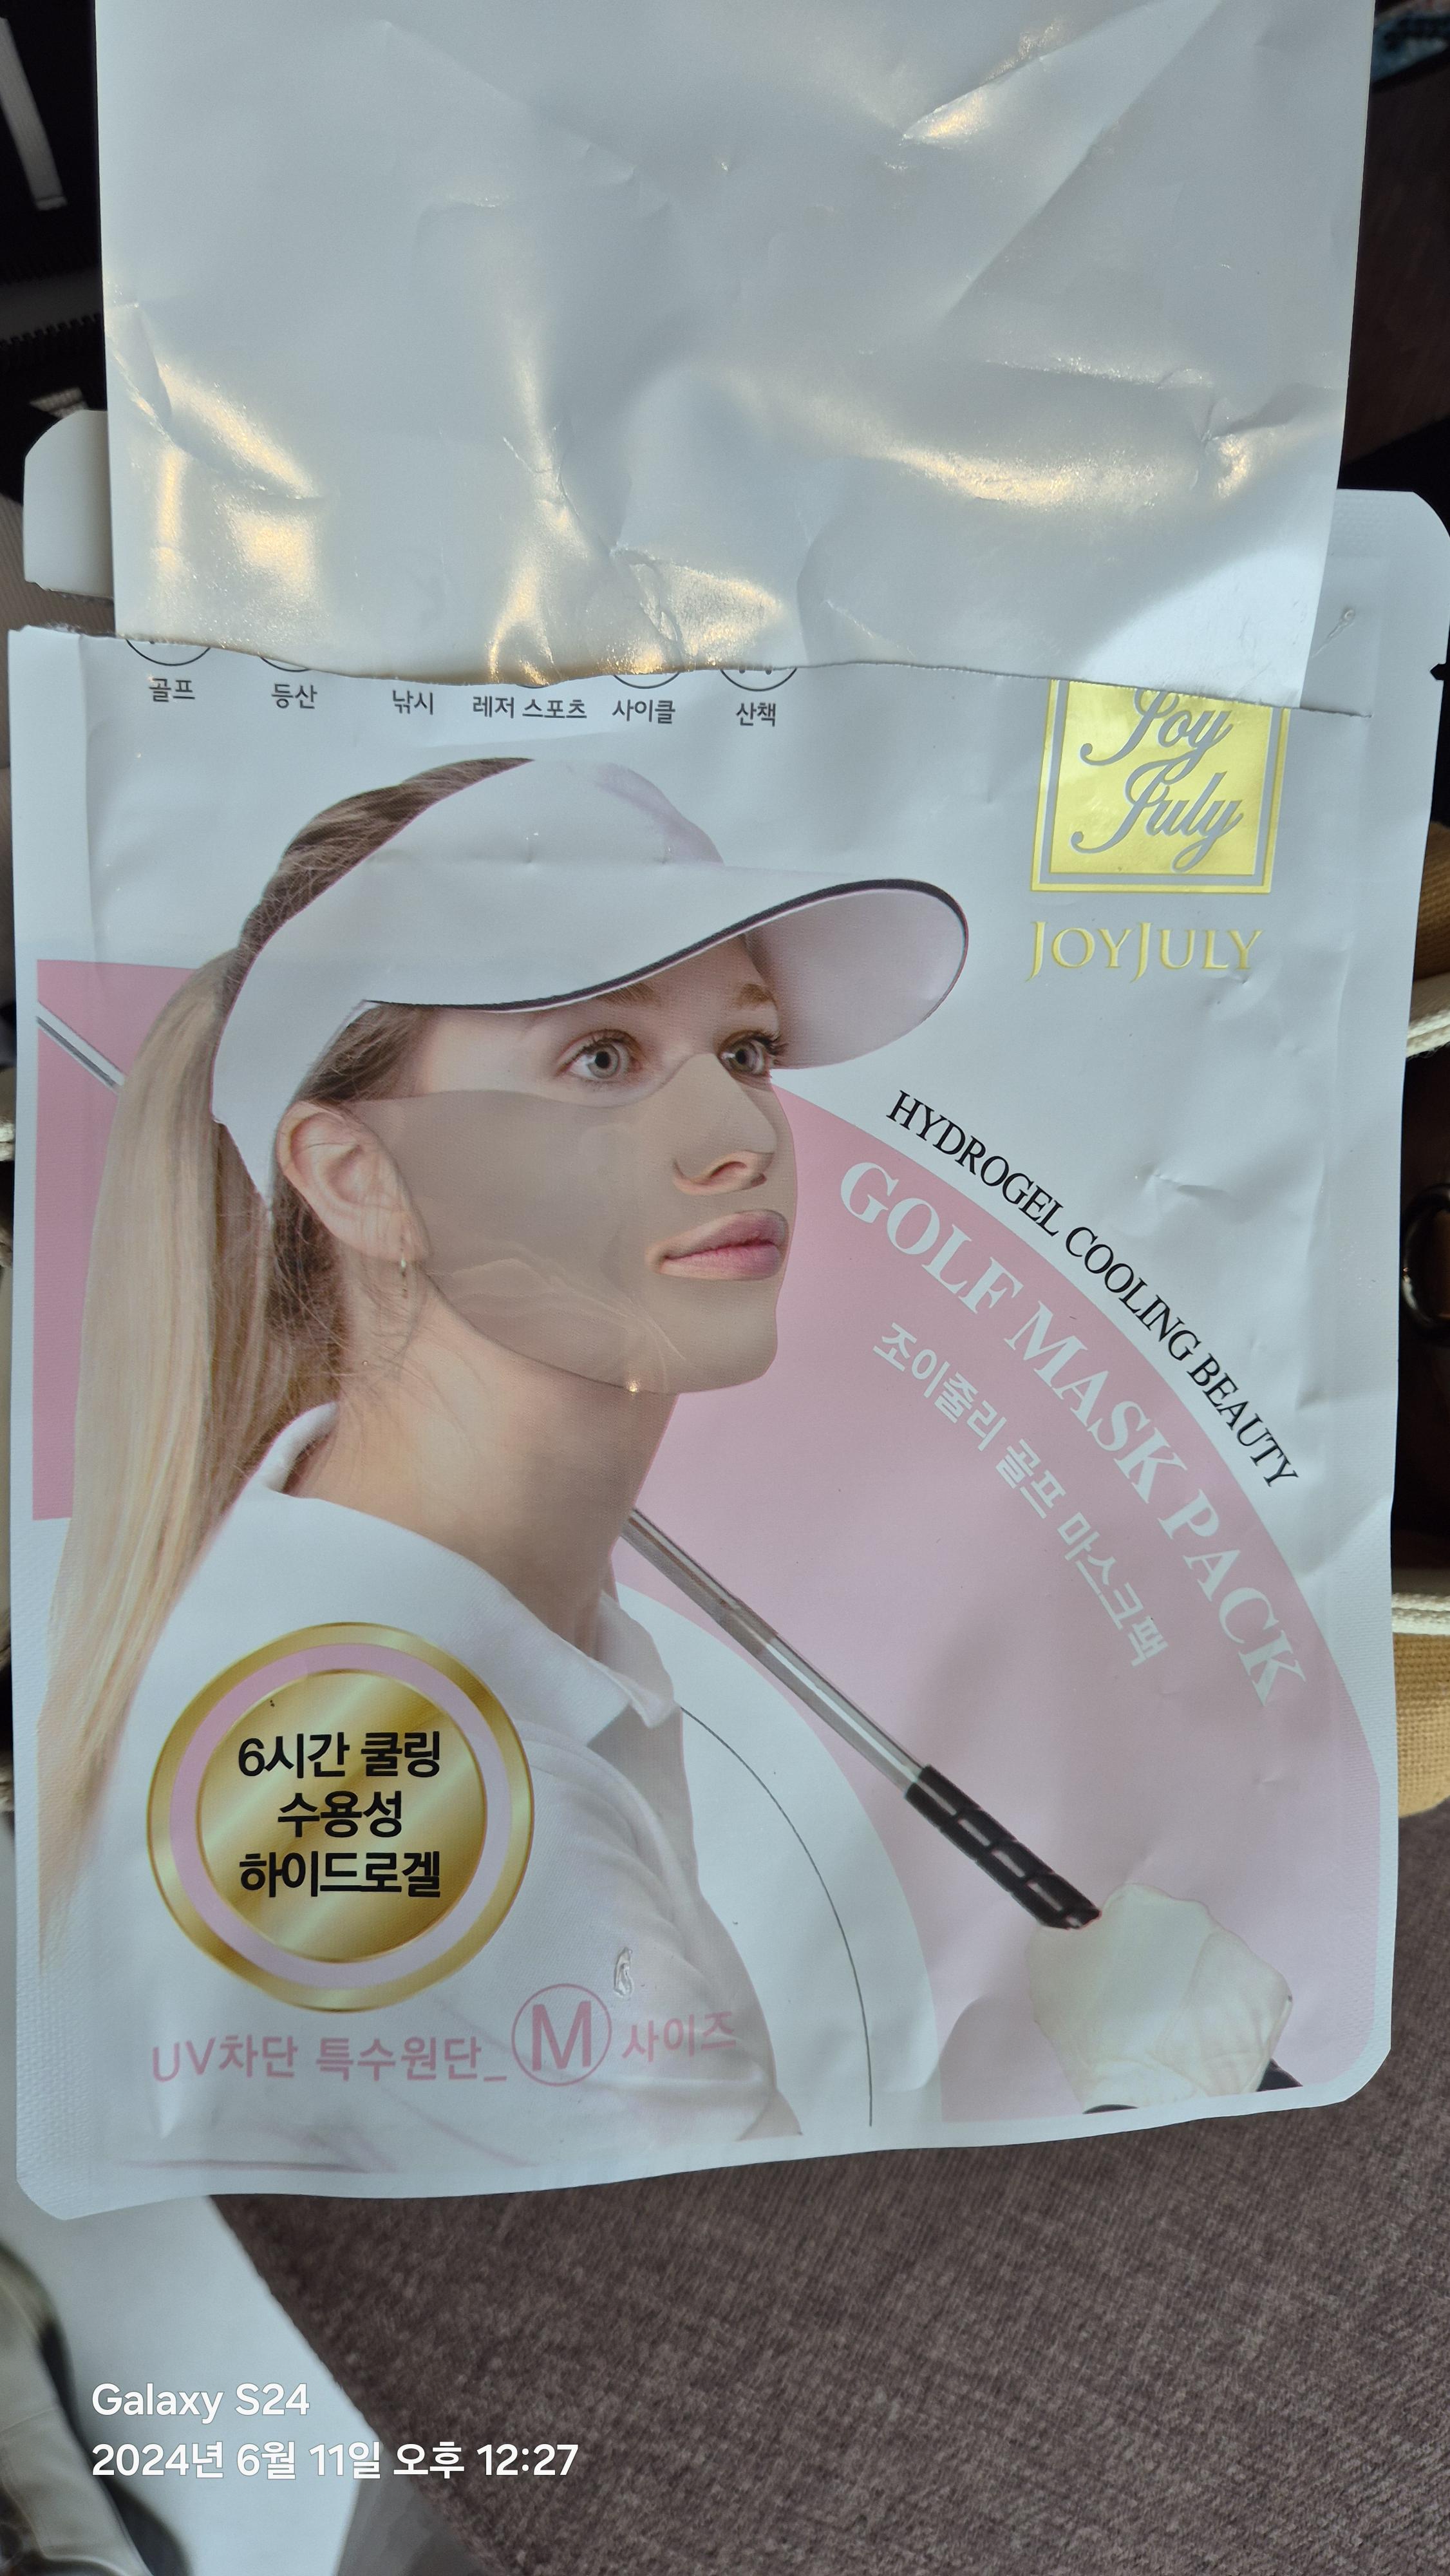 골프 등산 낚시 레저 스포츠 사이클 산책
Joy
July
JOYJULY
HYDROGEL COOLING BEAUTY
GOLF MASK PACK
조이쥴리 골프 마스크팩
6시간 쿨링
수용성
하이드로겔
UV차단 특수원단_Ⓜ 사이즈
Galaxy S24
2024년 6월 11일 오후 12:27